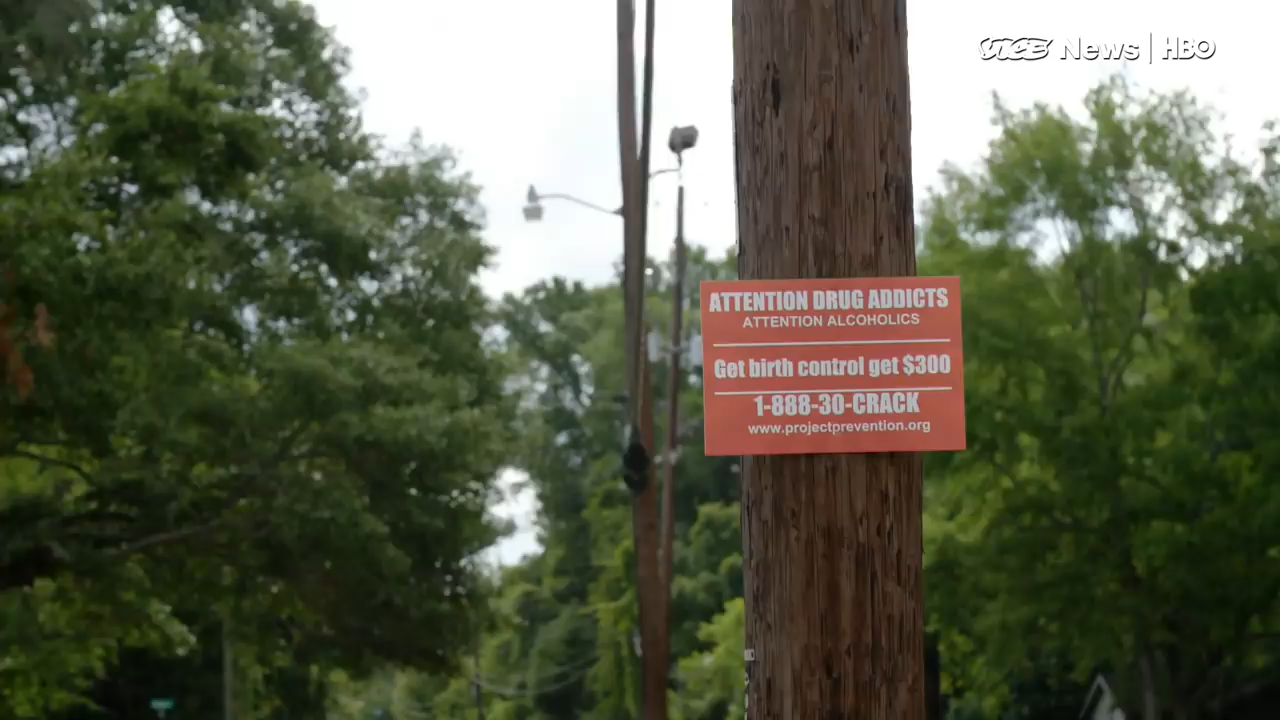 VICE News | HBO
ATTENTION DRUG ADDICTS
ATTENTION ALCOHOLICS
Get birth control get $300
1-888-30-CRACK
www.projectprevention.org